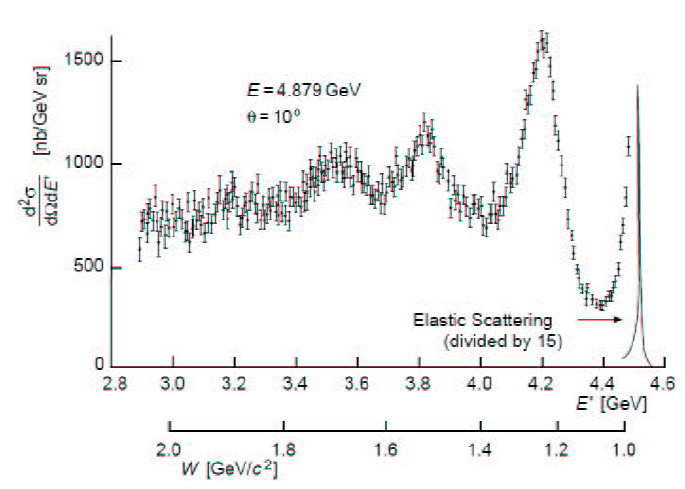 1500
1000
500
0
d²σ
dΩdE'
[nb/GeV sr]
E = 4.879 GeV
θ = 10°
Elastic Scattering
(divided by 15)
2.8 3.0 3.2 3.4 3.6 3.8 4.0 4.2 4.4 4.6
E' [GeV]
2.0 1.8 1.6 1.4 1.2 1.0
W [GeV/c²]